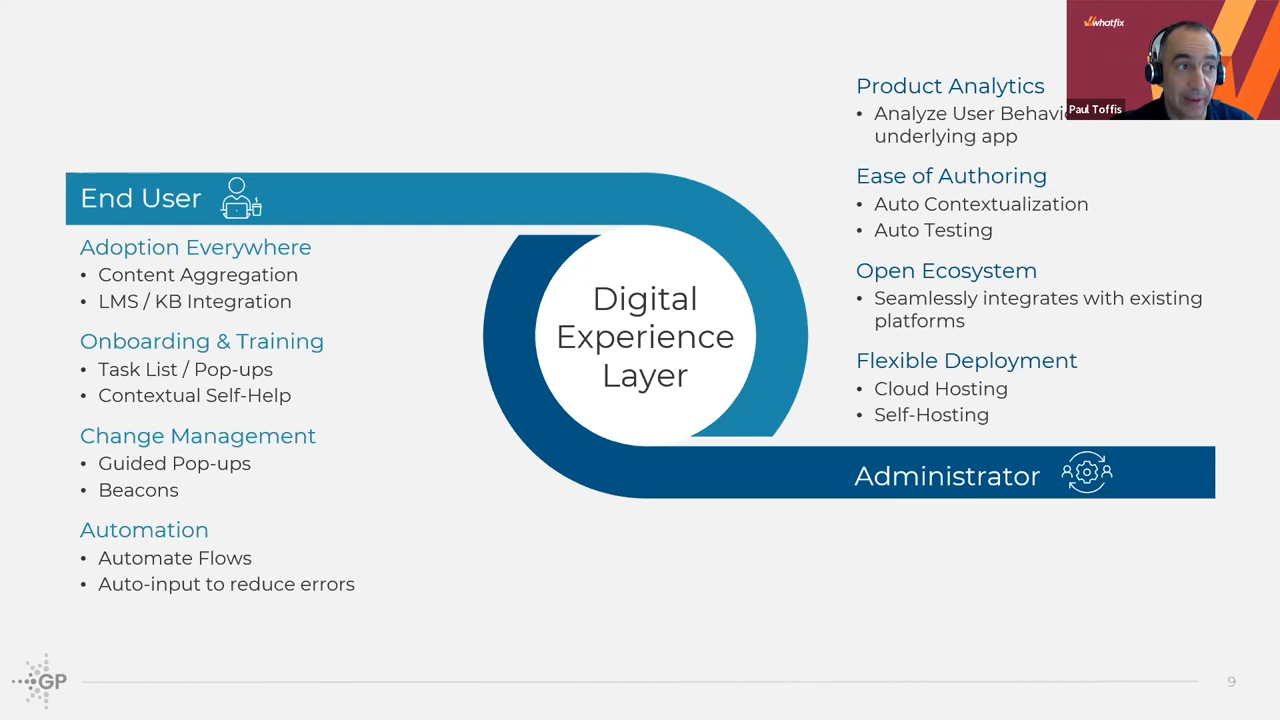 whatfix
Paul Toffis
End User
Adoption Everywhere
• Content Aggregation
• LMS / KB Integration
Onboarding & Training
• Task List / Pop-ups
• Contextual Self-Help
Change Management
• Guided Pop-ups
• Beacons
Automation
• Automate Flows
• Auto-input to reduce errors
Digital
Experience
Layer
Product Analytics
• Analyze User
underlying app
Ease of Authoring
• Auto Contextualization
• Auto Testing
Open Ecosystem
• Seamlessly integrates with existing
platforms
Flexible Deployment
• Cloud Hosting
• Self-Hosting
Administrator
GP
9